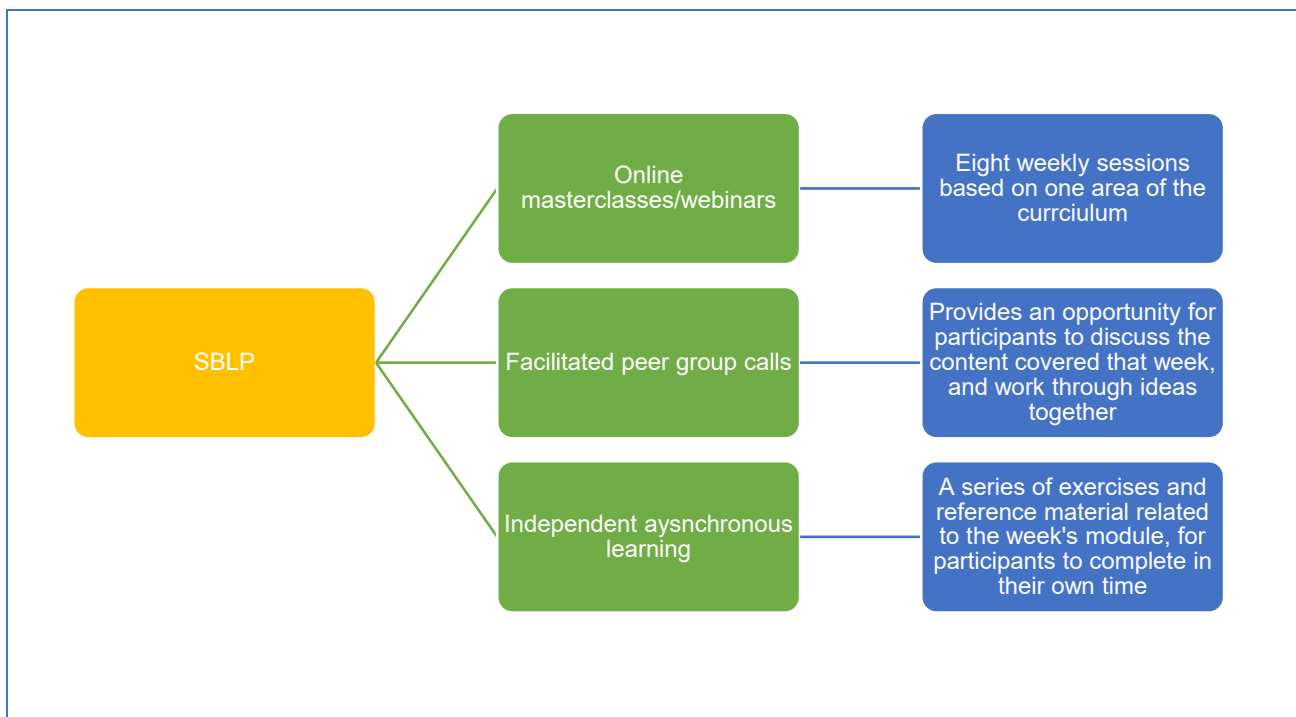 SBLP
Online
masterclasses/webinars
Eight weekly sessions
based on one area of the
currciulum
Facilitated peer group calls
Provides an opportunity for
participants to discuss the
content covered that week,
and work through ideas
together
Independent aysnchronous
learning
A series of exercises and
reference material related
to the week's module, for
participants to complete in
their own time